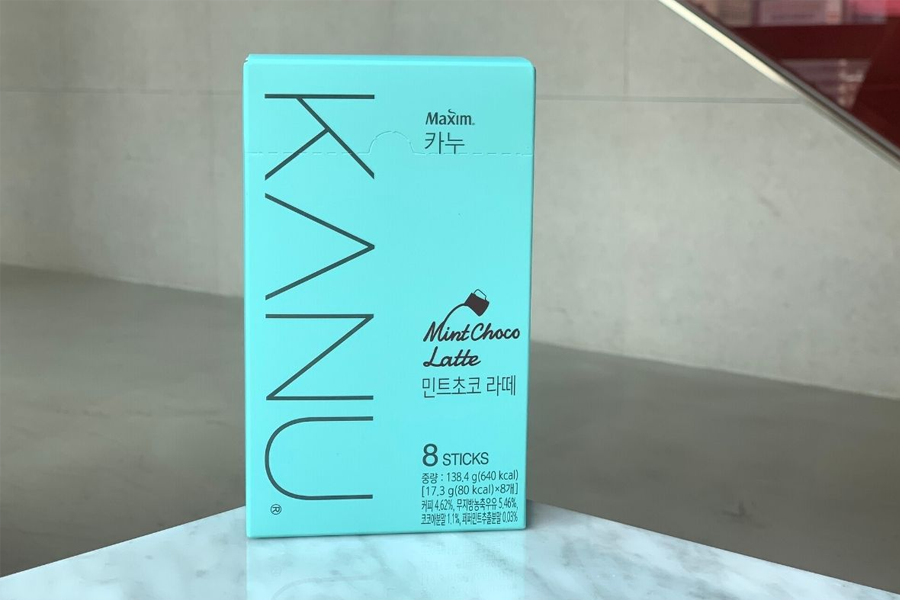 KANU
®
Maxim
카누
Mint Choco
Latte
민트초코 라떼
8 STICKS
중량 : 138.4 g(640 kcal)
[17.3 g(80 kcal)×8개]
커피 4.62%, 무지방농축우유 5.46%,
코코아분말 1.1%, 페퍼민트추출분말 0.03%